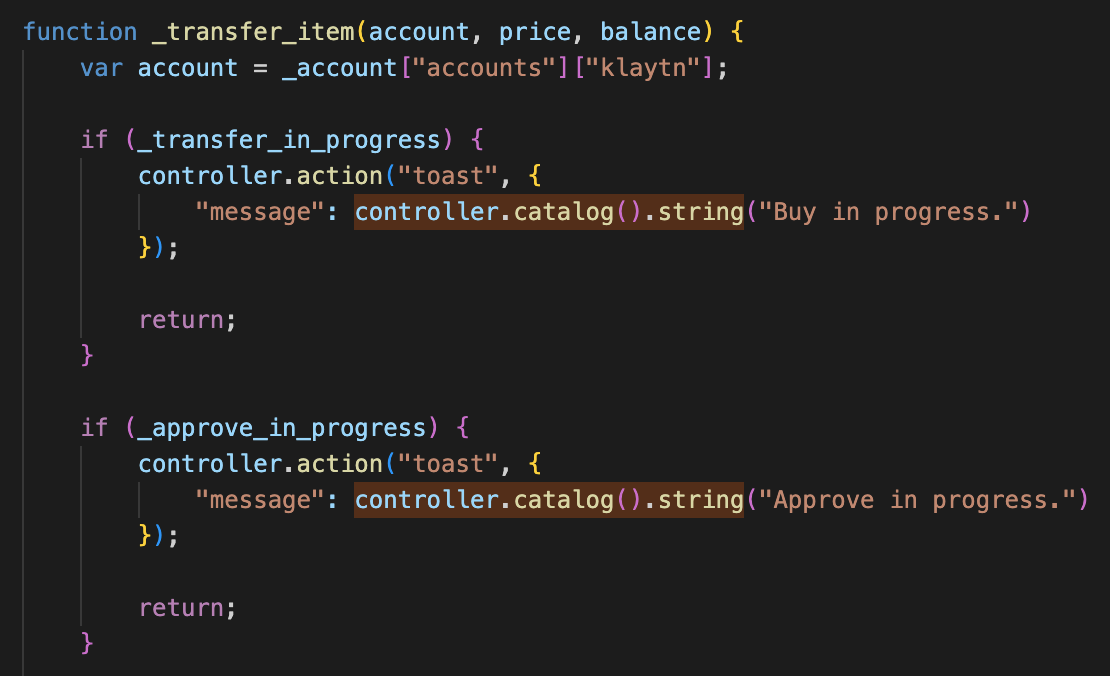 function _transfer_item(account, price, balance) {
    var account = _account["accounts"]["klaytn"];

    if (_transfer_in_progress) {
        controller.action("toast", {
            "message": controller.catalog().string("Buy in progress.")
        });

        return;
    }

    if (_approve_in_progress) {
        controller.action("toast", {
            "message": controller.catalog().string("Approve in progress.")
        });

        return;
    }